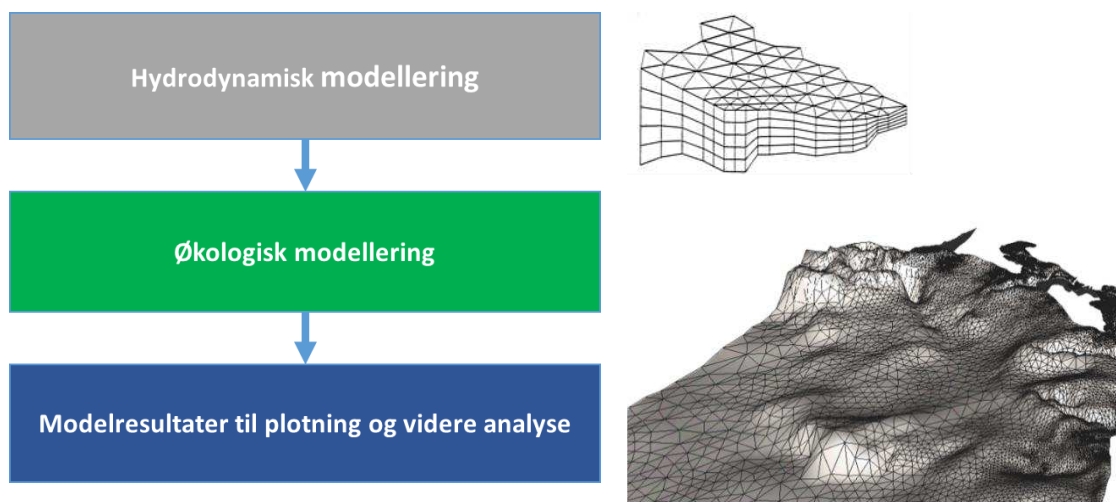 Hydrodynamisk modellering
Økologisk modellering
Modelresultater til plotning og videre analyse